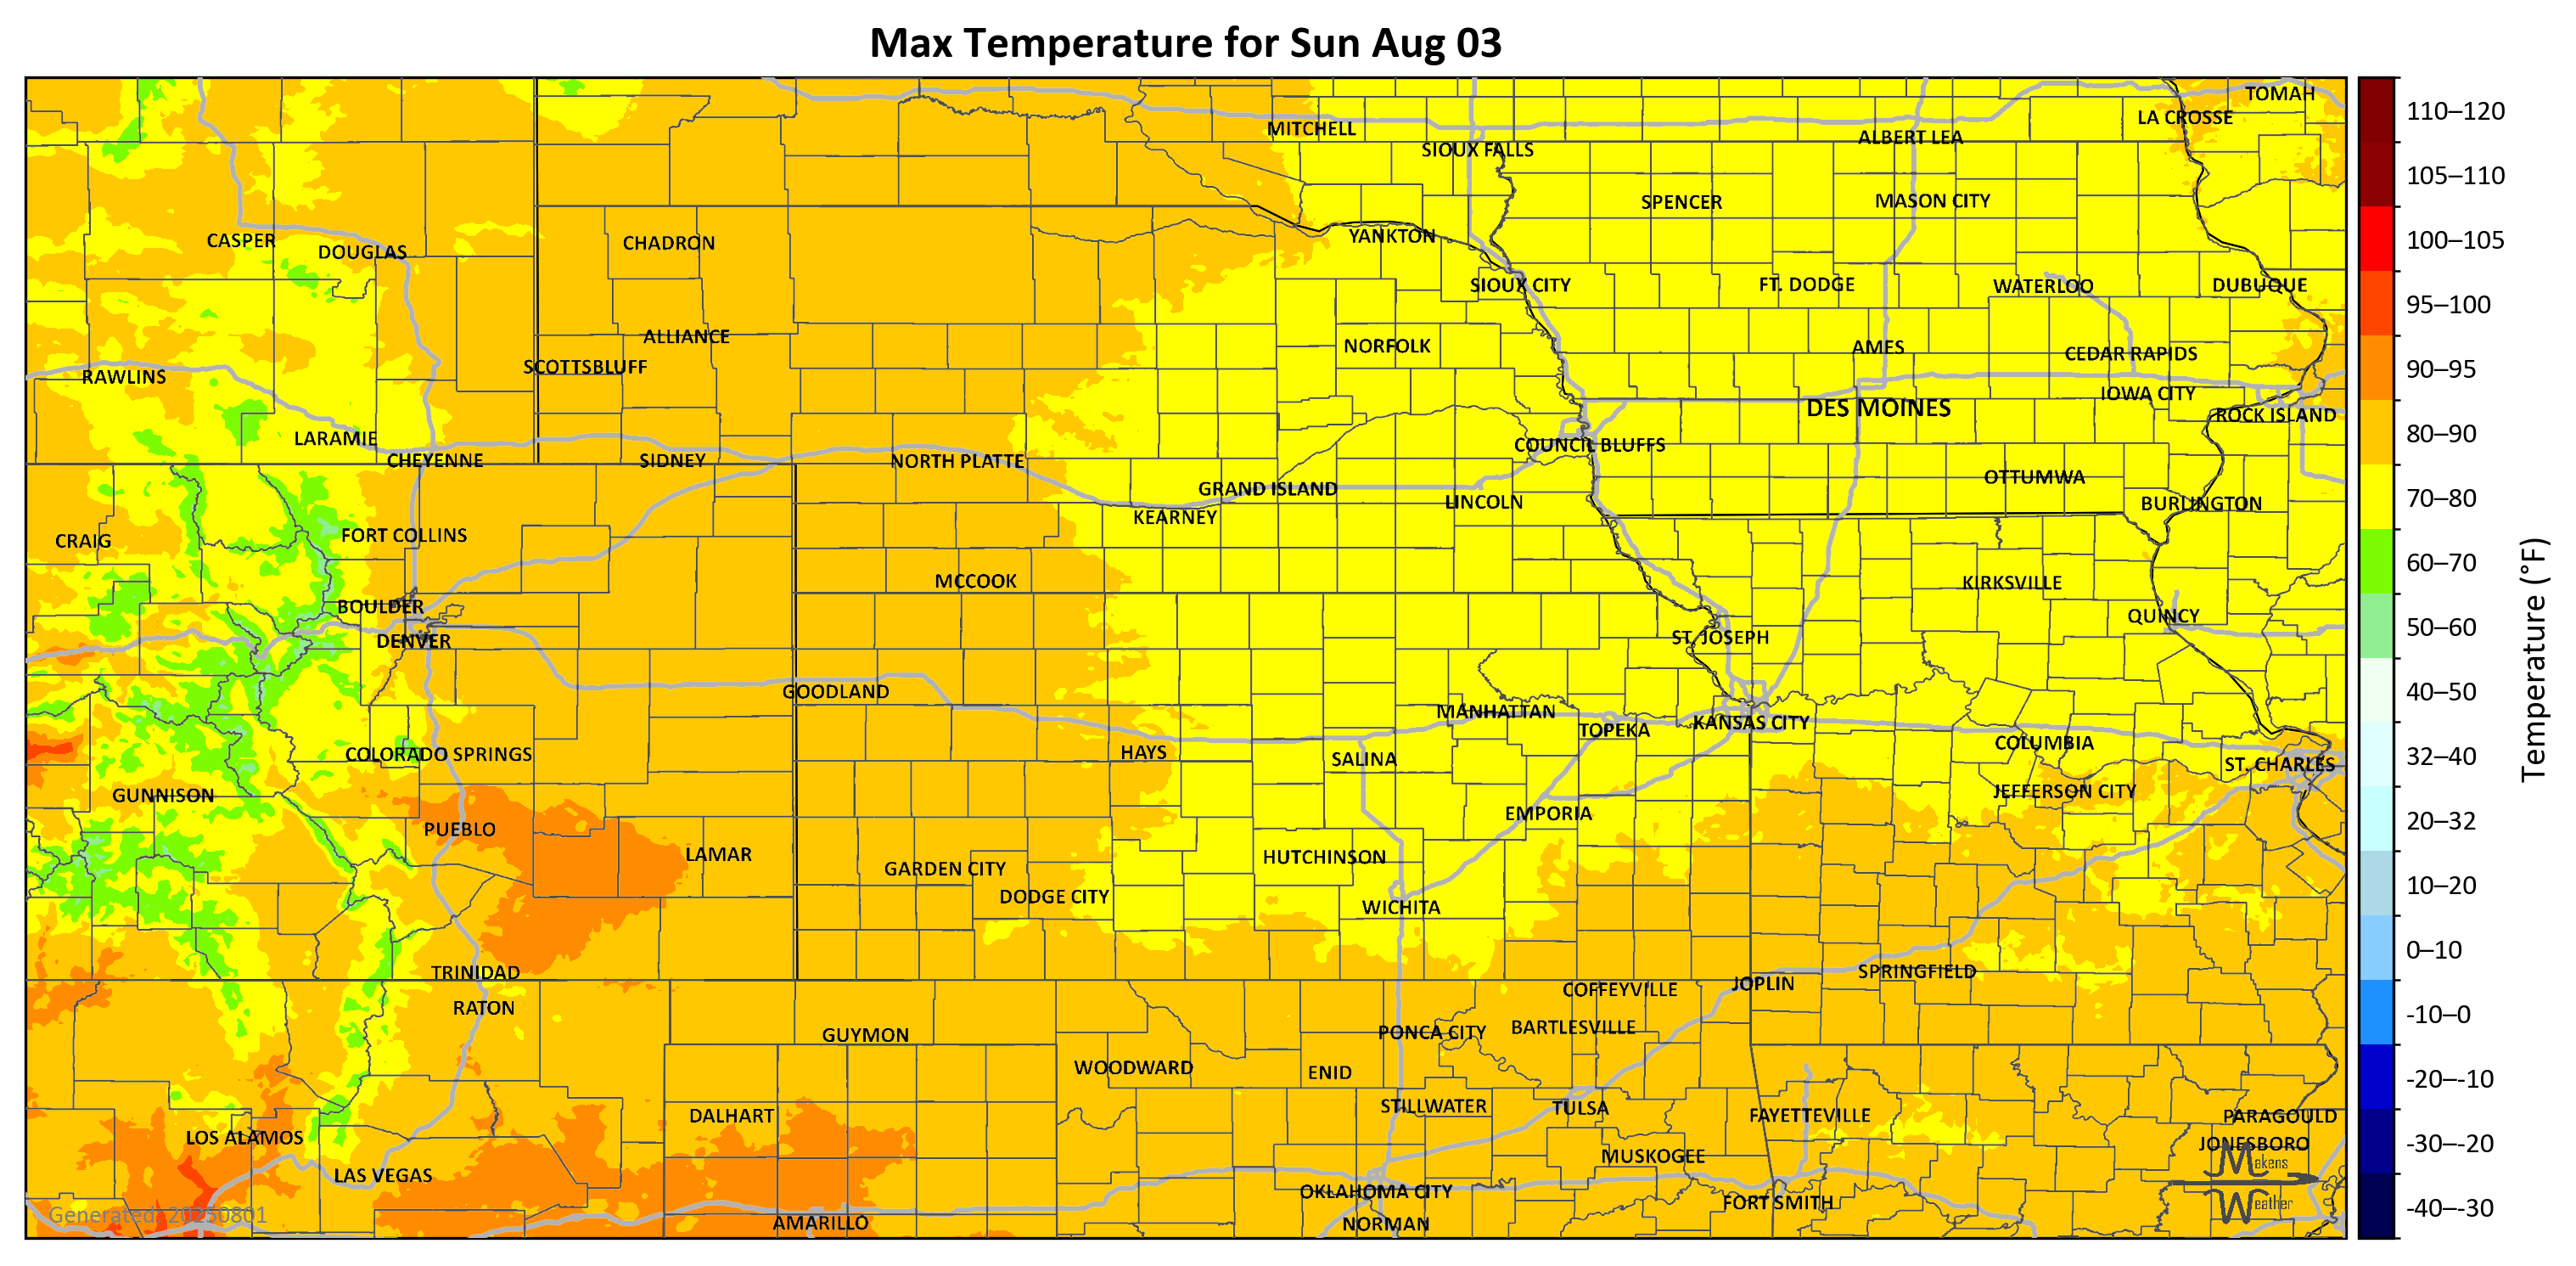 Max Temperature for Sun Aug 03
TOMAH
LA CROSSE
MITCHELL
ALBERT LEA
SIOUX FALLS
SPENCER
MASON CITY
YANKTON
CASPER
CHADRON
DOUGLAS
SIOUX CITY
FT. DODGE
WATERLOO
DUBUQUE
ALLIANCE
NORFOLK
AMES
CEDAR RAPIDS
SCOTTSBLUFF
RAWLINS
IOWA CITY
DES MOINES
ROCK ISLAND
LARAMIE
COUNCIL BLUFFS
CHEYENNE
SIDNEY
NORTH PLATTE
OTTUMWA
GRAND ISLAND
LINCOLN
BURLINGTON
KEARNEY
FORT COLLINS
CRAIG
MCCOOK
KIRKSVILLE
BOULDER
QUINCY
DENVER
ST. JOSEPH
GOODLAND
MANHATTAN
KANSAS CITY
TOPEKA
COLUMBIA
HAYS
COLORADO SPRINGS
SALINA
ST. CHARLES
JEFFERSON CITY
GUNNISON
EMPORIA
PUEBLO
LAMAR
HUTCHINSON
GARDEN CITY
DODGE CITY
WICHITA
TRINIDAD
SPRINGFIELD
JOPLIN
COFFEYVILLE
RATON
BARTLESVILLE
PONCA CITY
GUYMON
WOODWARD
ENID
STILLWATER
TULSA
DALHART
FAYETTEVILLE
PARAGOULD
LOS ALAMOS
JONESBORO
MUSKOGEE
LAS VEGAS
OKLAHOMA CITY
FORT SMITH
AMARILLO
NORMAN
Generated: 20250801
Makens
Weather
110–120
105–110
100–105
95–100
90–95
80–90
70–80
60–70
50–60
40–50
32–40
20–32
10–20
0–10
-10–0
-20–-10
-30–-20
-40–-30
Temperature (°F)